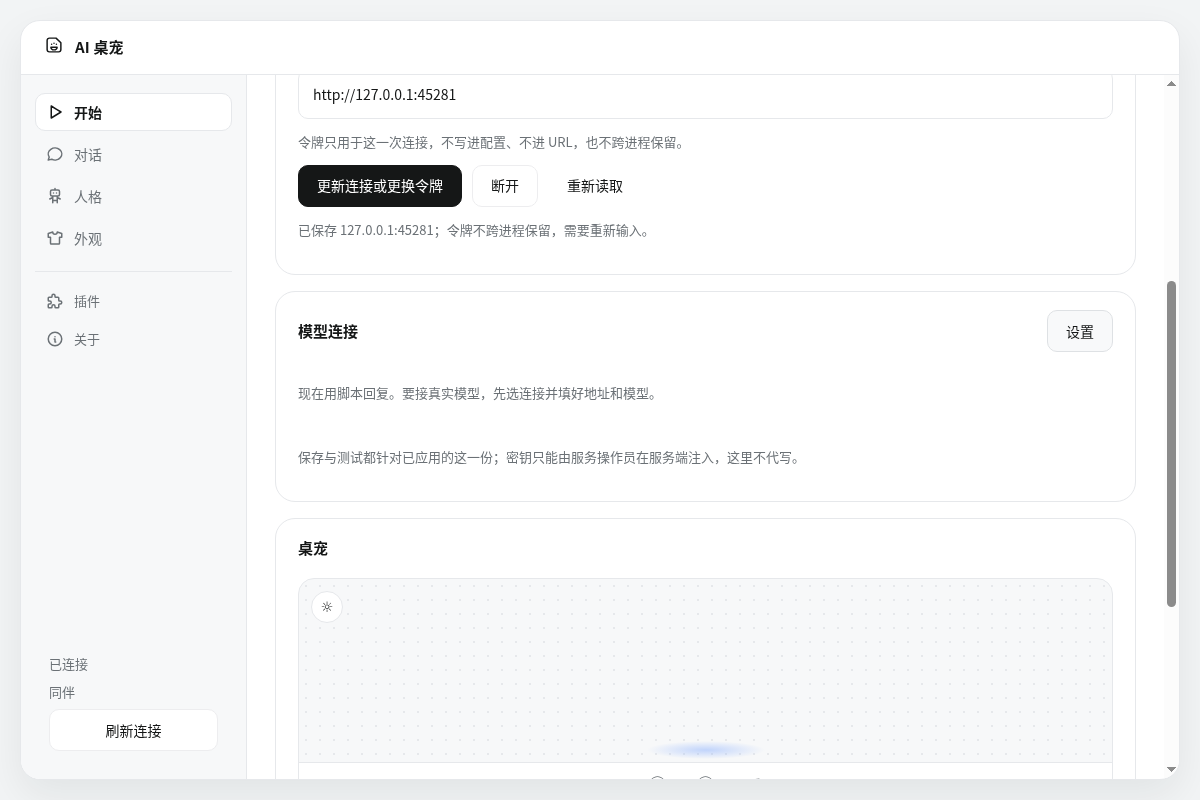 AI 桌宠
开始
对话
人格
外观
插件
关于
已连接
同伴
刷新连接
http://127.0.0.1:45281
令牌只用于这一次连接，不写进配置、不进 URL，也不跨进程保留。
更新连接或更换令牌
断开
重新读取
已保存 127.0.0.1:45281；令牌不跨进程保留，需要重新输入。
模型连接
设置
现在用脚本回复。要接真实模型，先选连接并填好地址和模型。
保存与测试都针对已应用的这一份；密钥只能由服务操作员在服务端注入，这里不代写。
桌宠